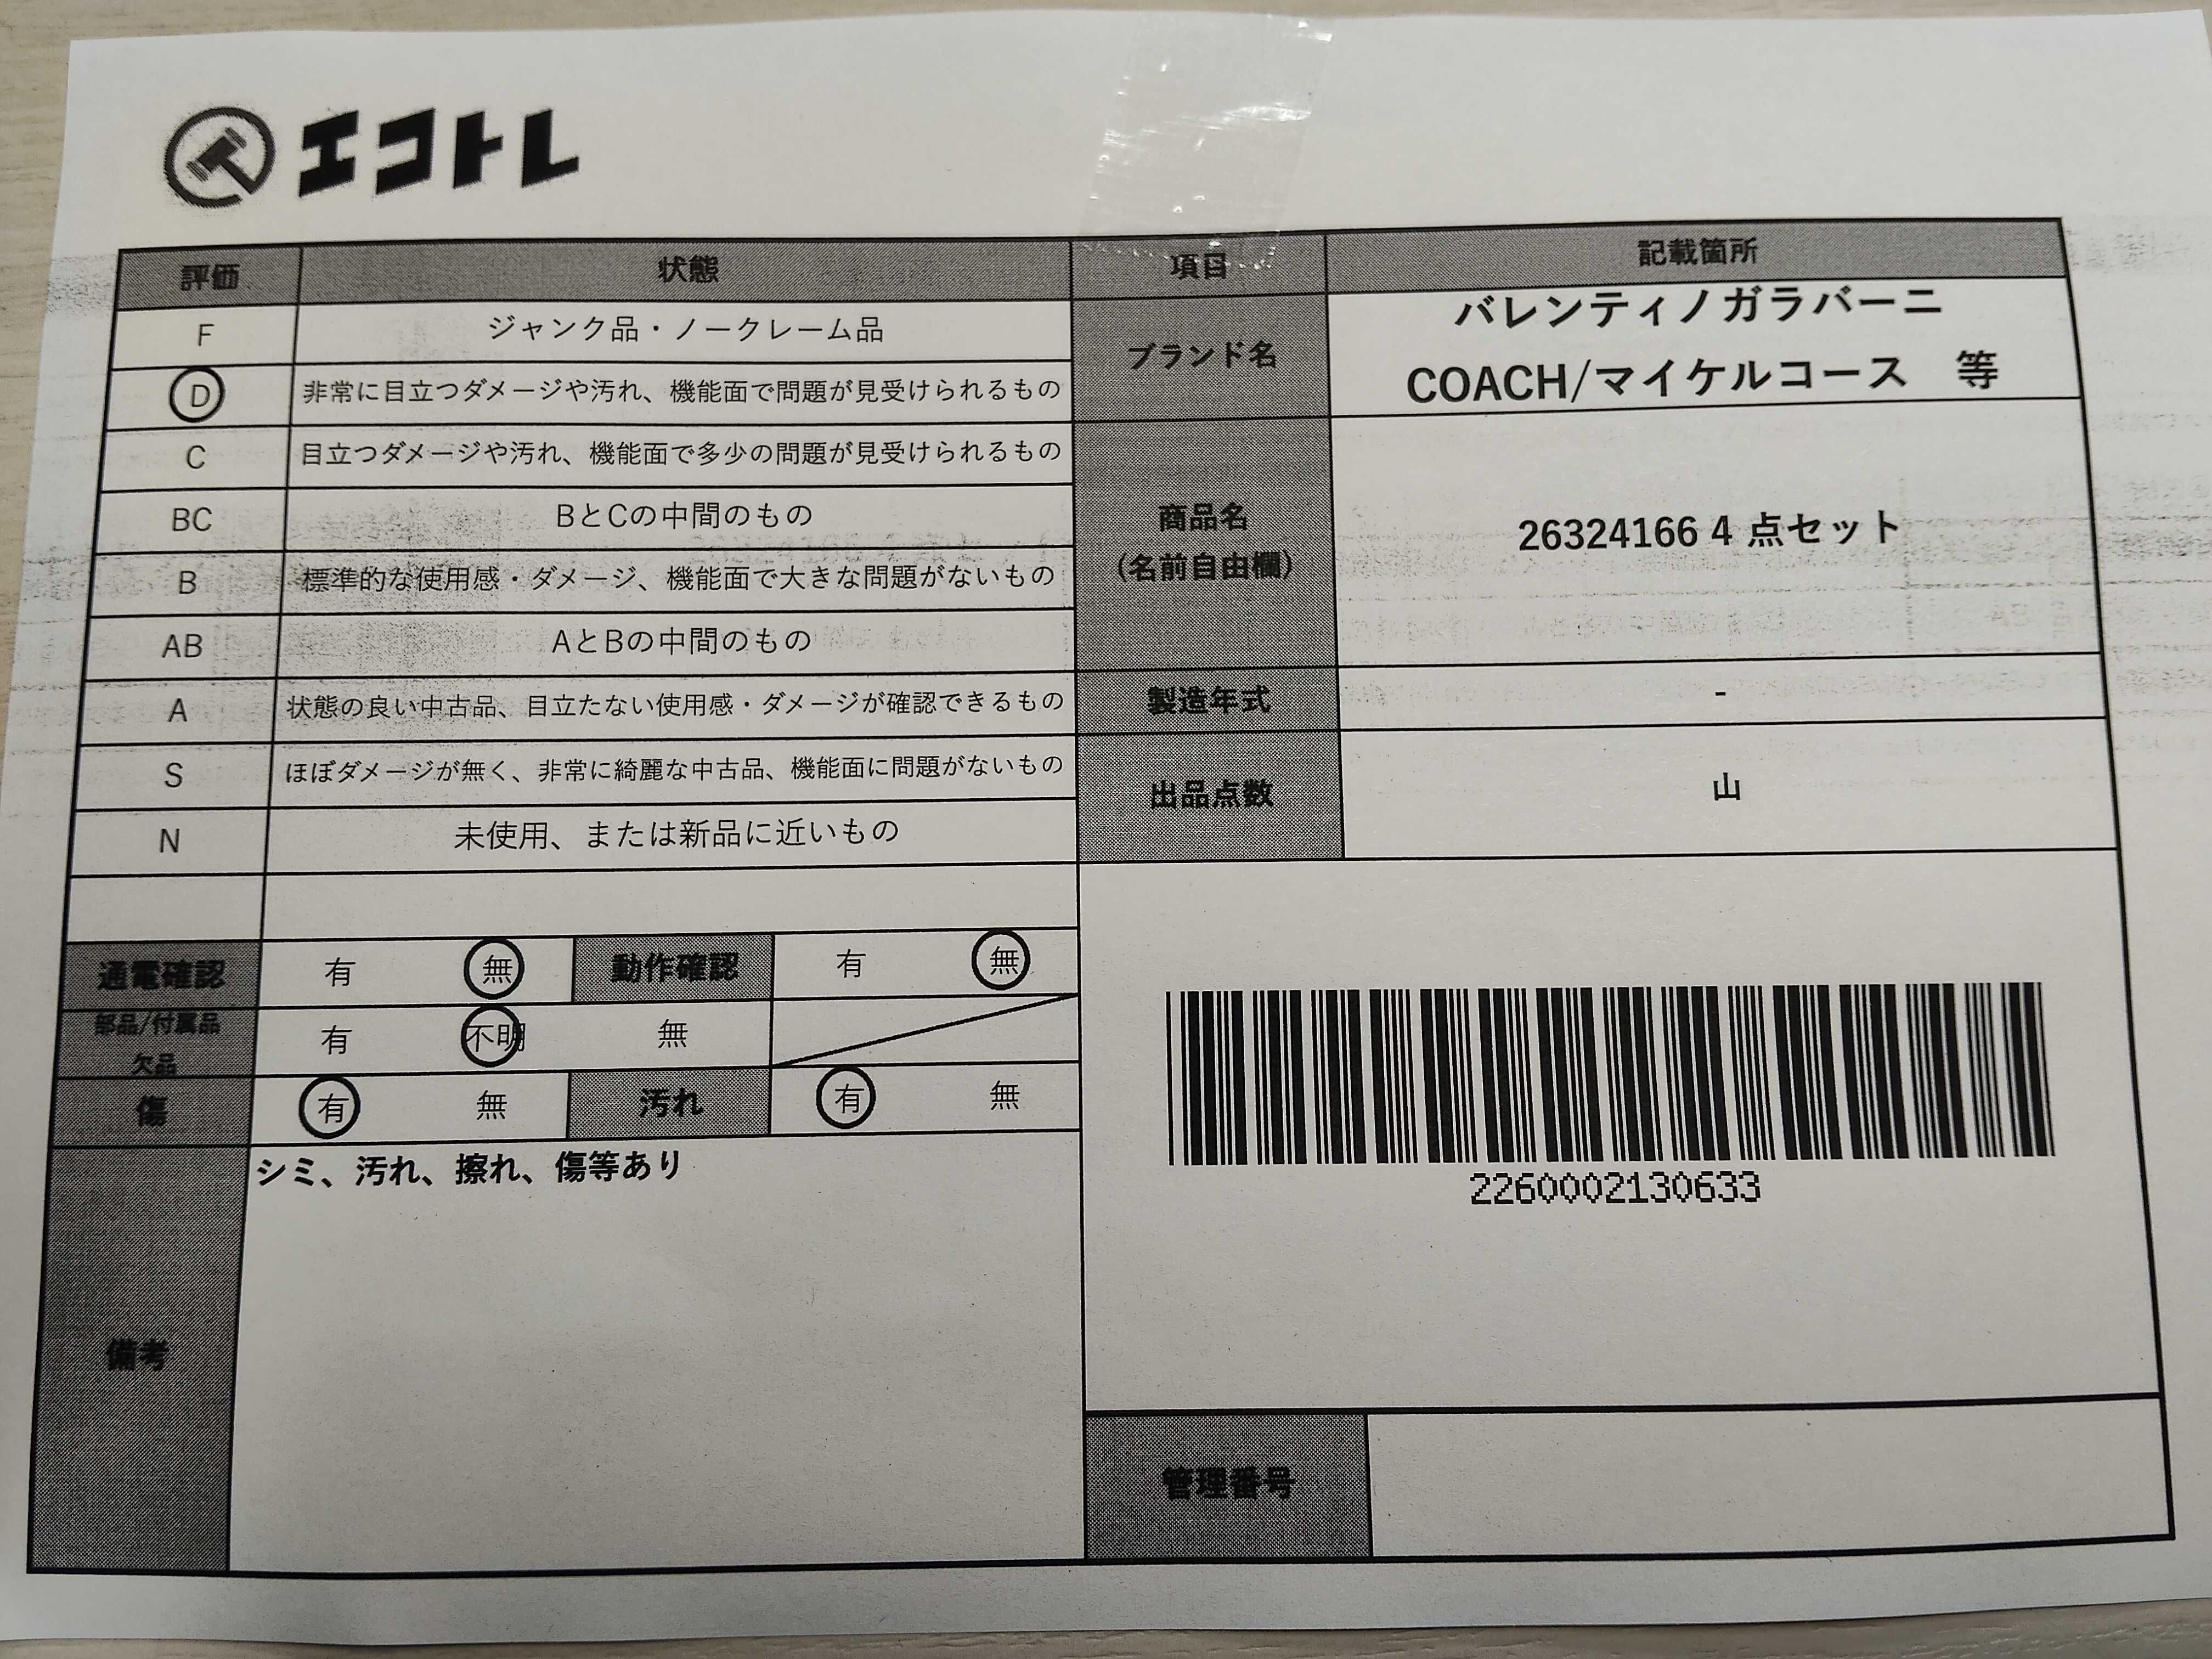 エコトレ
評価 状態 項目 記載箇所
F ジャンク品・ノークレーム品
D 非常に目立つダメージや汚れ、機能面で問題が見受けられるもの
C 目立つダメージや汚れ、機能面で多少の問題が見受けられるもの
BC BとCの中間のもの
B 標準的な使用感・ダメージ、機能面で大きな問題がないもの
AB AとBの中間のもの
A 状態の良い中古品、目立たない使用感・ダメージが確認できるもの
S ほぼダメージが無く、非常に綺麗な中古品、機能面に問題がないもの
N 未使用、または新品に近いもの
通電確認 有 無 動作確認 有 無
部品/付属品
欠品
有 不明 無
傷 有 無 汚れ 有 無
備考
シミ、汚れ、擦れ、傷等あり
ブランド名
バレンティノガラバーニ
COACH/マイケルコース 等
商品名
(名前自由欄)
26324166 4 点セット
製造年式 -
出品点数 山
2260002130633
管理番号